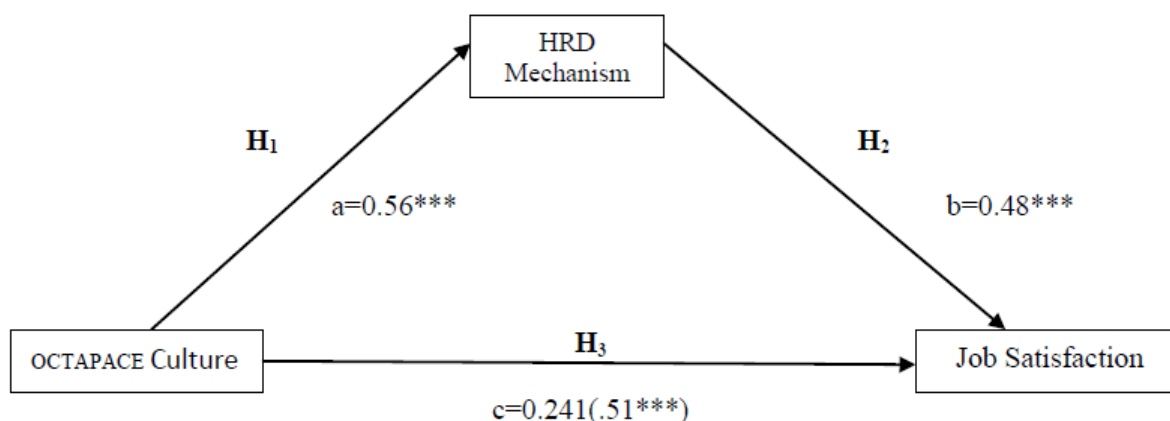 HRD
Mechanism
H₁
H₂
a=0.56***
b=0.48***
OCTAPACE Culture
H₃
Job Satisfaction
c=0.241(.51***)